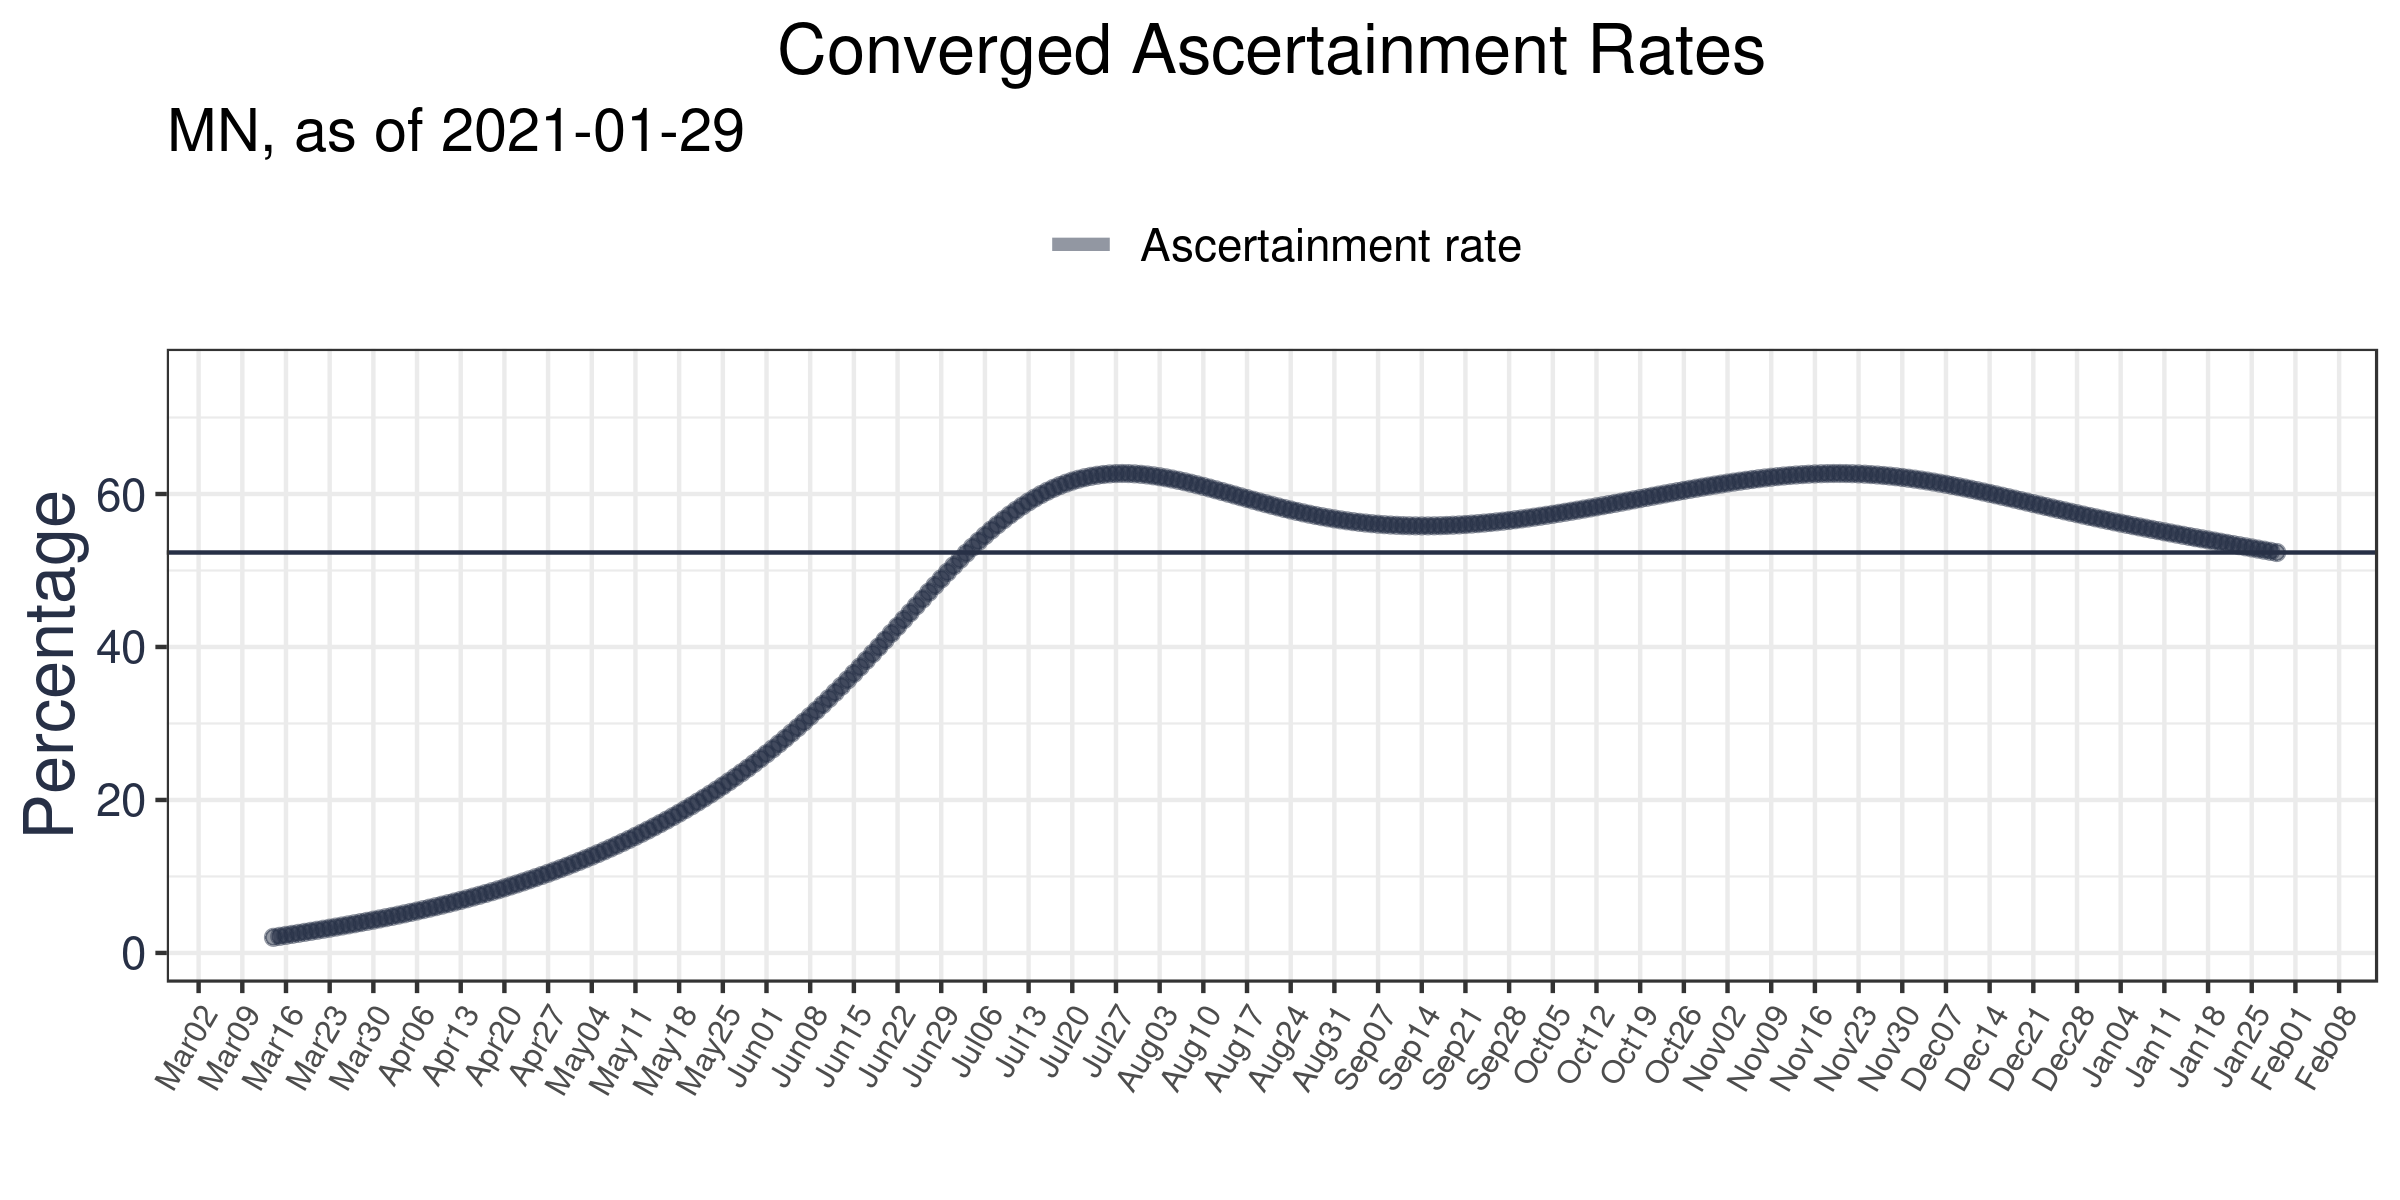 Converged Ascertainment Rates
MN, as of 2021-01-29
Ascertainment rate
Percentage
60
40
20
0
Mar02 Mar09 Mar16 Mar23 Mar30 Apr06 Apr13 Apr20 Apr27 May04 May11 May18 May25 Jun01 Jun08 Jun15 Jun22 Jun29 Jul06 Jul13 Jul20 Jul27 Aug03 Aug10 Aug17 Aug24 Aug31 Sep07 Sep14 Sep21 Sep28 Oct05 Oct12 Oct19 Oct26 Nov02 Nov09 Nov16 Nov23 Nov30 Dec07 Dec14 Dec21 Dec28 Jan04 Jan11 Jan18 Jan25 Feb01 Feb08